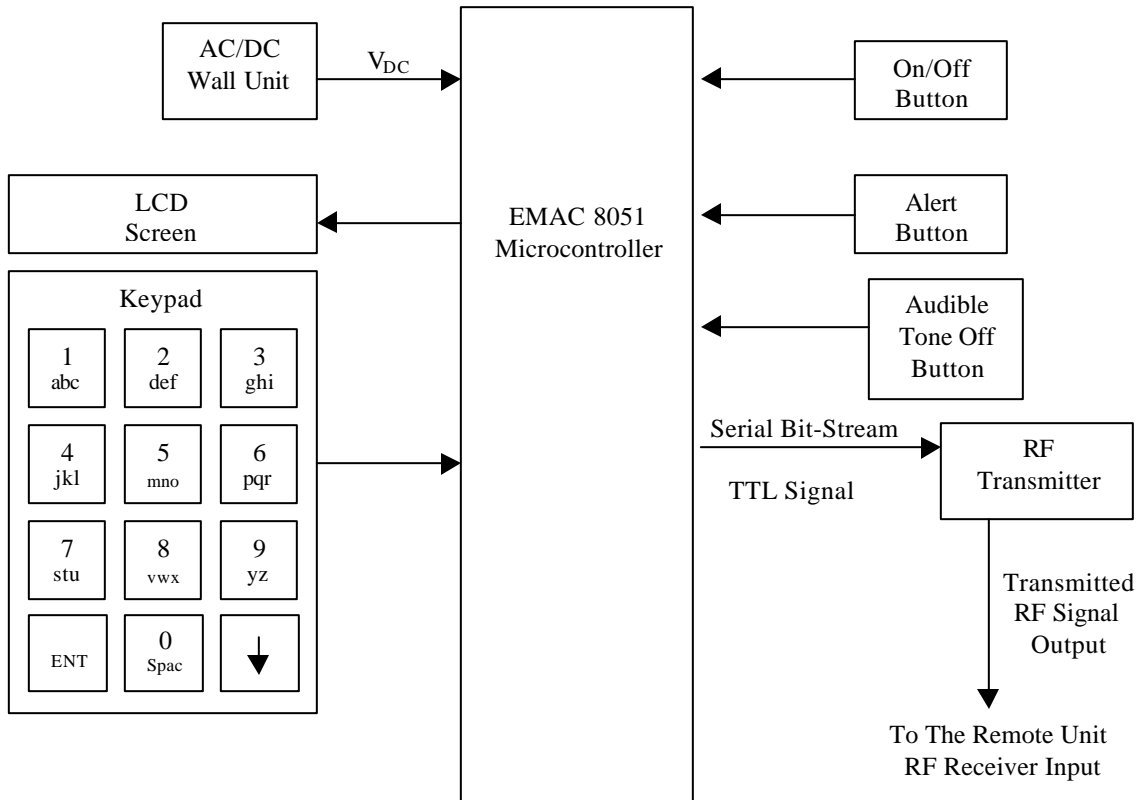 AC/DC
Wall Unit
V_DC
LCD
Screen
Keypad
1
abc
2
def
3
ghi
4
jkl
5
mno
6
pqr
7
stu
8
vwx
9
yz
ENT
0
Spac
EMAC 8051
Microcontroller
On/Off
Button
Alert
Button
Audible
Tone Off
Button
Serial Bit-Stream
TTL Signal
RF
Transmitter
Transmitted
RF Signal
Output
To The Remote Unit
RF Receiver Input